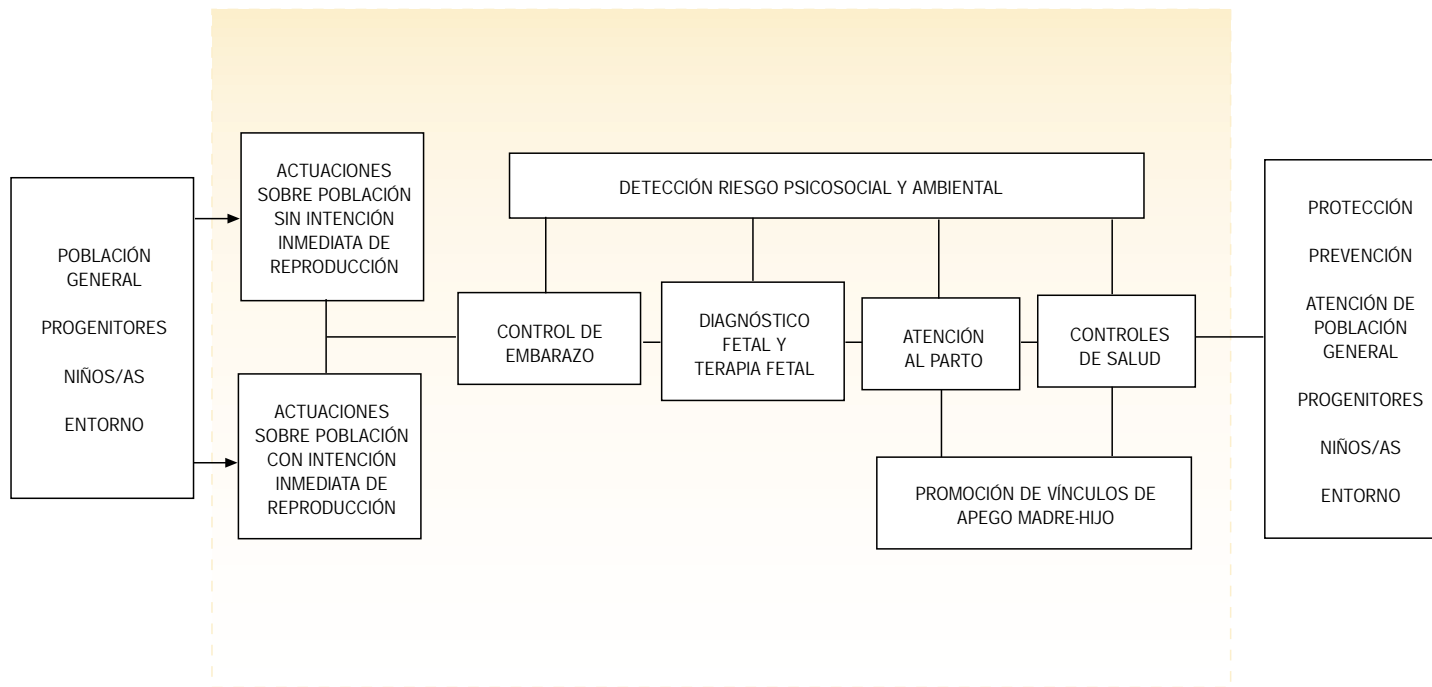 POBLACIÓN
GENERAL
PROGENITORES
NIÑOS/AS
ENTORNO
ACTUACIONES
SOBRE POBLACIÓN
SIN INTENCIÓN
INMEDIATA DE
REPRODUCCIÓN
ACTUACIONES
SOBRE POBLACIÓN
CON INTENCIÓN
INMEDIATA DE
REPRODUCCIÓN
DETECCIÓN RIESGO PSICOSOCIAL Y AMBIENTAL
CONTROL DE
EMBARAZO
DIAGNÓSTICO
FETAL Y
TERAPIA FETAL
ATENCIÓN
AL PARTO
CONTROLES
DE SALUD
PROMOCIÓN DE VÍNCULOS DE
APEGO MADRE-HIJO
PROTECCIÓN
PREVENCIÓN
ATENCIÓN DE
POBLACIÓN
GENERAL
PROGENITORES
NIÑOS/AS
ENTORNO